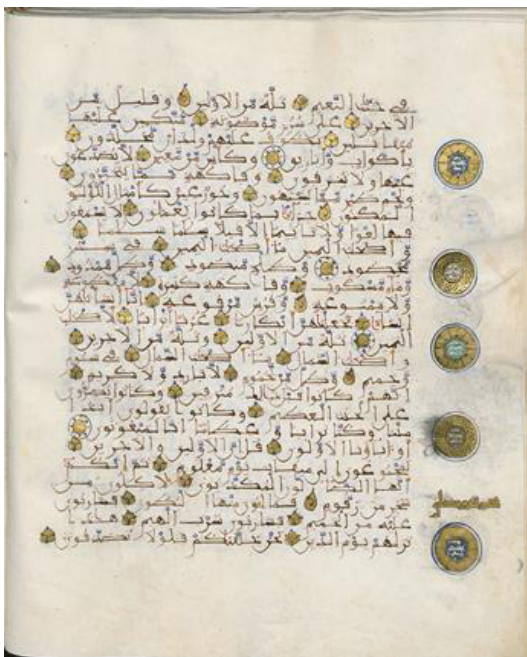 في جنت النعيم ثلة من الاولين وقليل من
الاخرين على سرر موضونة متكين عليها
متقبلين يطوف عليهم ولدان مخلدون
باكواب واباريق وكاس من معين لا يصدعون
عنها ولا ينزفون وفاكهة مما يتخيرون
ولحم طير مما يشتهون وحور عين كامثال اللؤلؤ
المكنون جزاء بما كانوا يعملون لا يسمعون
فيها لغوا ولا تاثيما الا قيلا سلما سلما
واصحب اليمين ما اصحب اليمين في سدر
مخضود وطلح منضود وظل ممدود
وماء مسكوب وفاكهة كثيرة لا مقطوعة
ولا ممنوعة وفرش مرفوعة انا انشانهن
انشاء فجعلنهن ابكارا عربا اترابا لاصحب
اليمين ثلة من الاولين وثلة من الاخرين
واصحب الشمال ما اصحب الشمال في سموم
وحميم وظل من يحموم لا بارد ولا كريم
انهم كانوا قبل ذلك مترفين وكانوا يصرون
على الحنث العظيم وكانوا يقولون ايذا
متنا وكنا ترابا وعظما انا لمبعوثون
او اباونا الاولون قل ان الاولين والاخرين
لمجموعون الى ميقت يوم معلوم ثم انكم
ايها الضالون المكذبون لاكلون من
شجر من زقوم فمالون منها البطون فشربون
عليه من الحميم فشربون شرب الهيم هذا
نزلهم يوم الدين نحن خلقنكم فلولا تصدقون